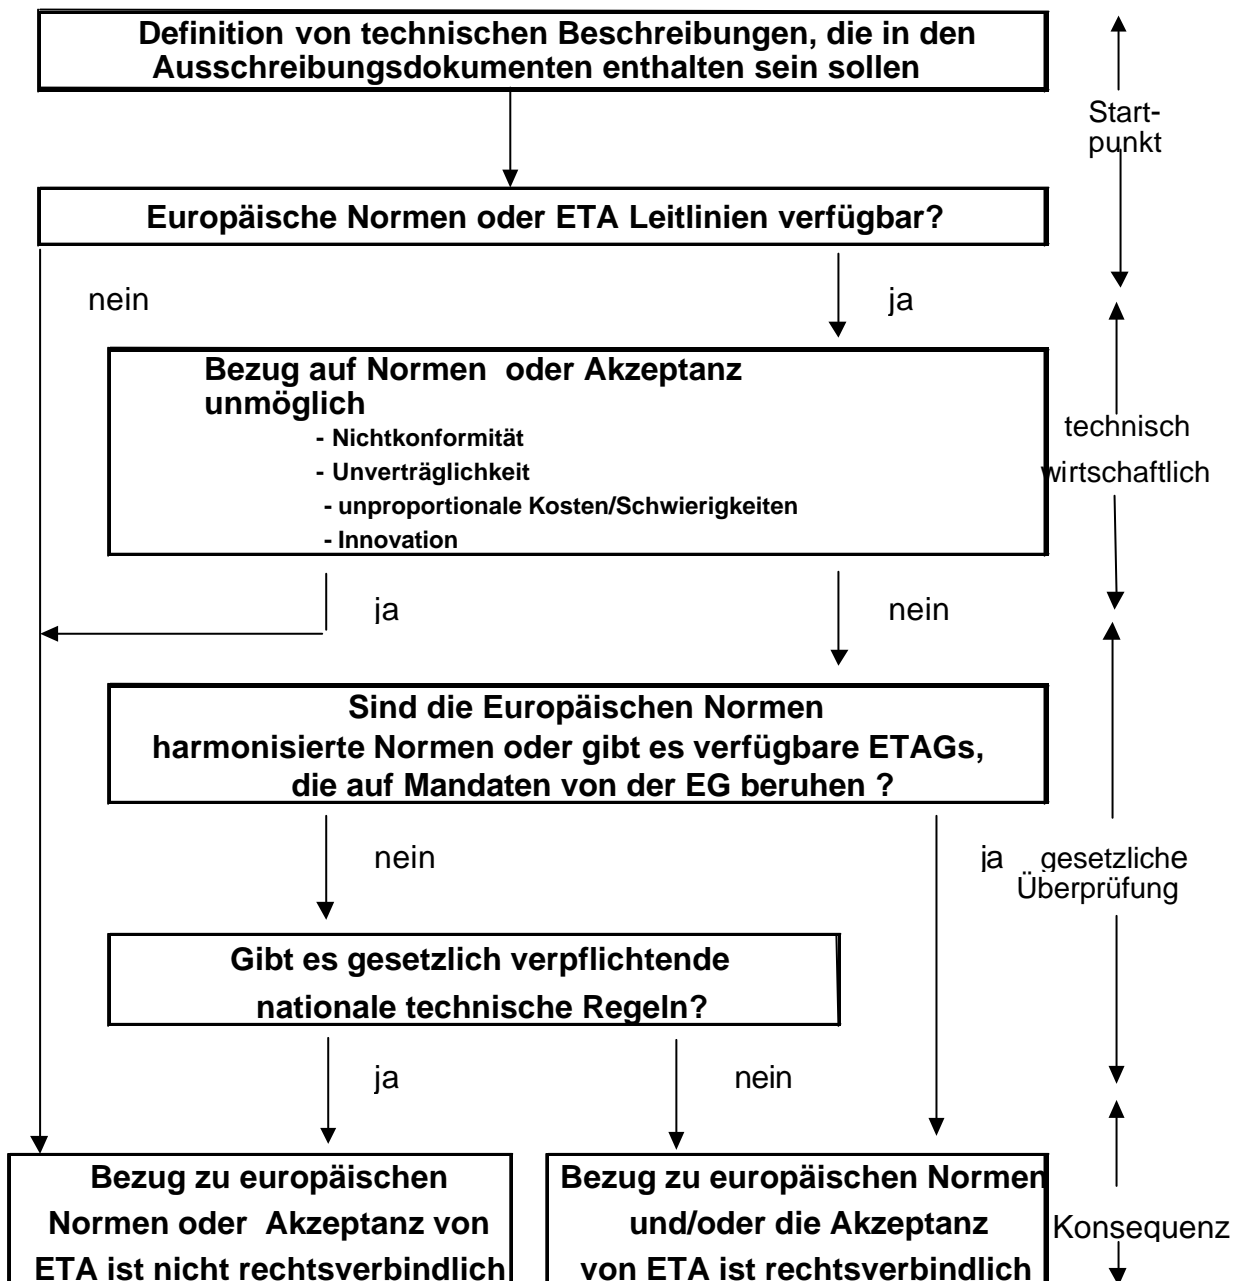 Definition von technischen Beschreibungen, die in den
Ausschreibungsdokumenten enthalten sein sollen
Start-
punkt
Europäische Normen oder ETA Leitlinien verfügbar?
nein
ja
Bezug auf Normen oder Akzeptanz
unmöglich
- Nichtkonformität
- Unverträglichkeit
- unproportionale Kosten/Schwierigkeiten
- Innovation
technisch
wirtschaftlich
ja
nein
Sind die Europäischen Normen
harmonisierte Normen oder gibt es verfügbare ETAGs,
die auf Mandaten von der EG beruhen ?
nein
ja
gesetzliche
Überprüfung
Gibt es gesetzlich verpflichtende
nationale technische Regeln?
ja
nein
Bezug zu europäischen
Normen oder Akzeptanz von
ETA ist nicht rechtsverbindlich
Bezug zu europäischen Normen
und/oder die Akzeptanz
von ETA ist rechtsverbindlich
Konsequenz